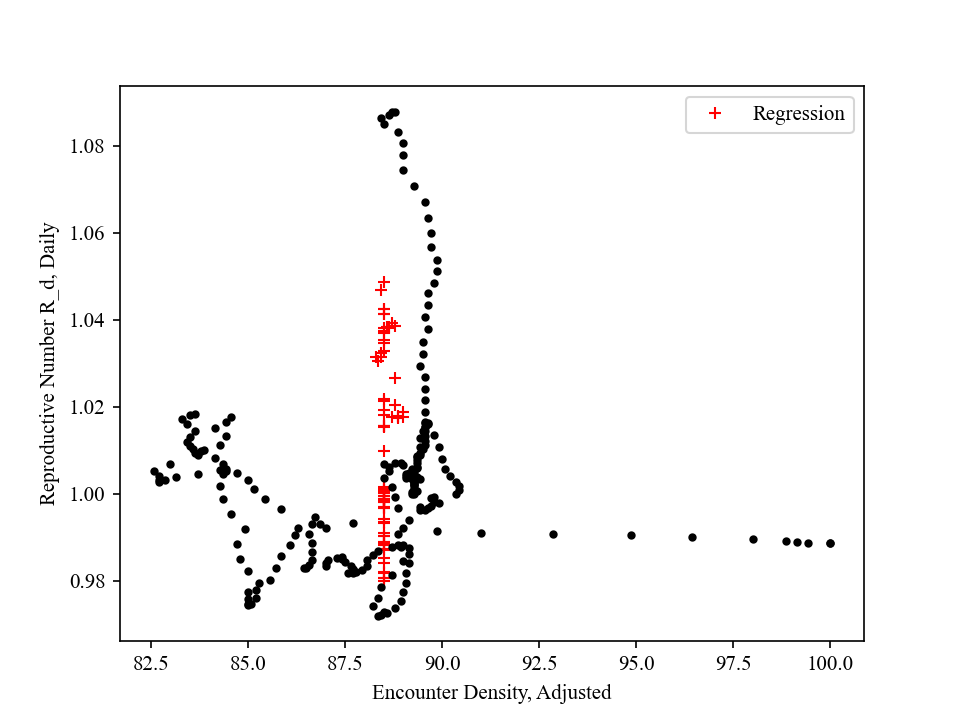 Regression
1.08
1.06
1.04
1.02
1.00
0.98
Reproductive Number R_d, Daily
82.5 85.0 87.5 90.0 92.5 95.0 97.5 100.0
Encounter Density, Adjusted